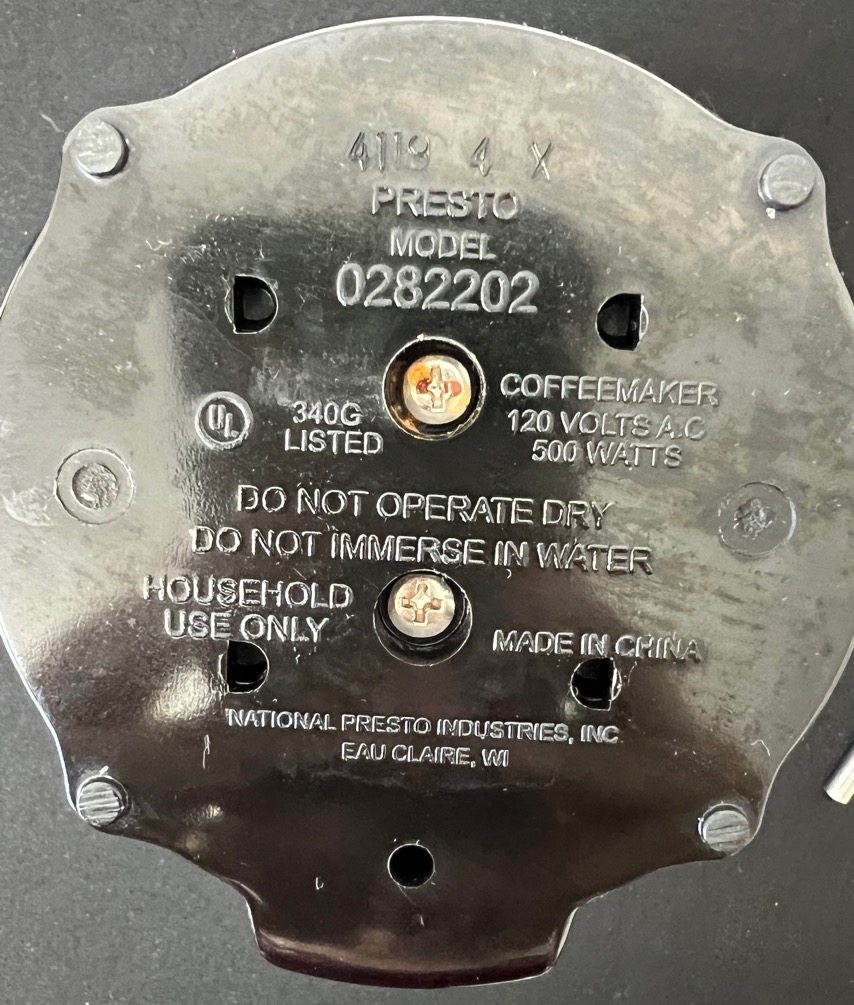 4119 4 X
PRESTO
MODEL
0282202
UL
340G
LISTED
COFFEEMAKER
120 VOLTS A.C
500 WATTS
DO NOT OPERATE DRY
DO NOT IMMERSE IN WATER
HOUSEHOLD
USE ONLY
MADE IN CHINA
NATIONAL PRESTO INDUSTRIES, INC
EAU CLAIRE, WI